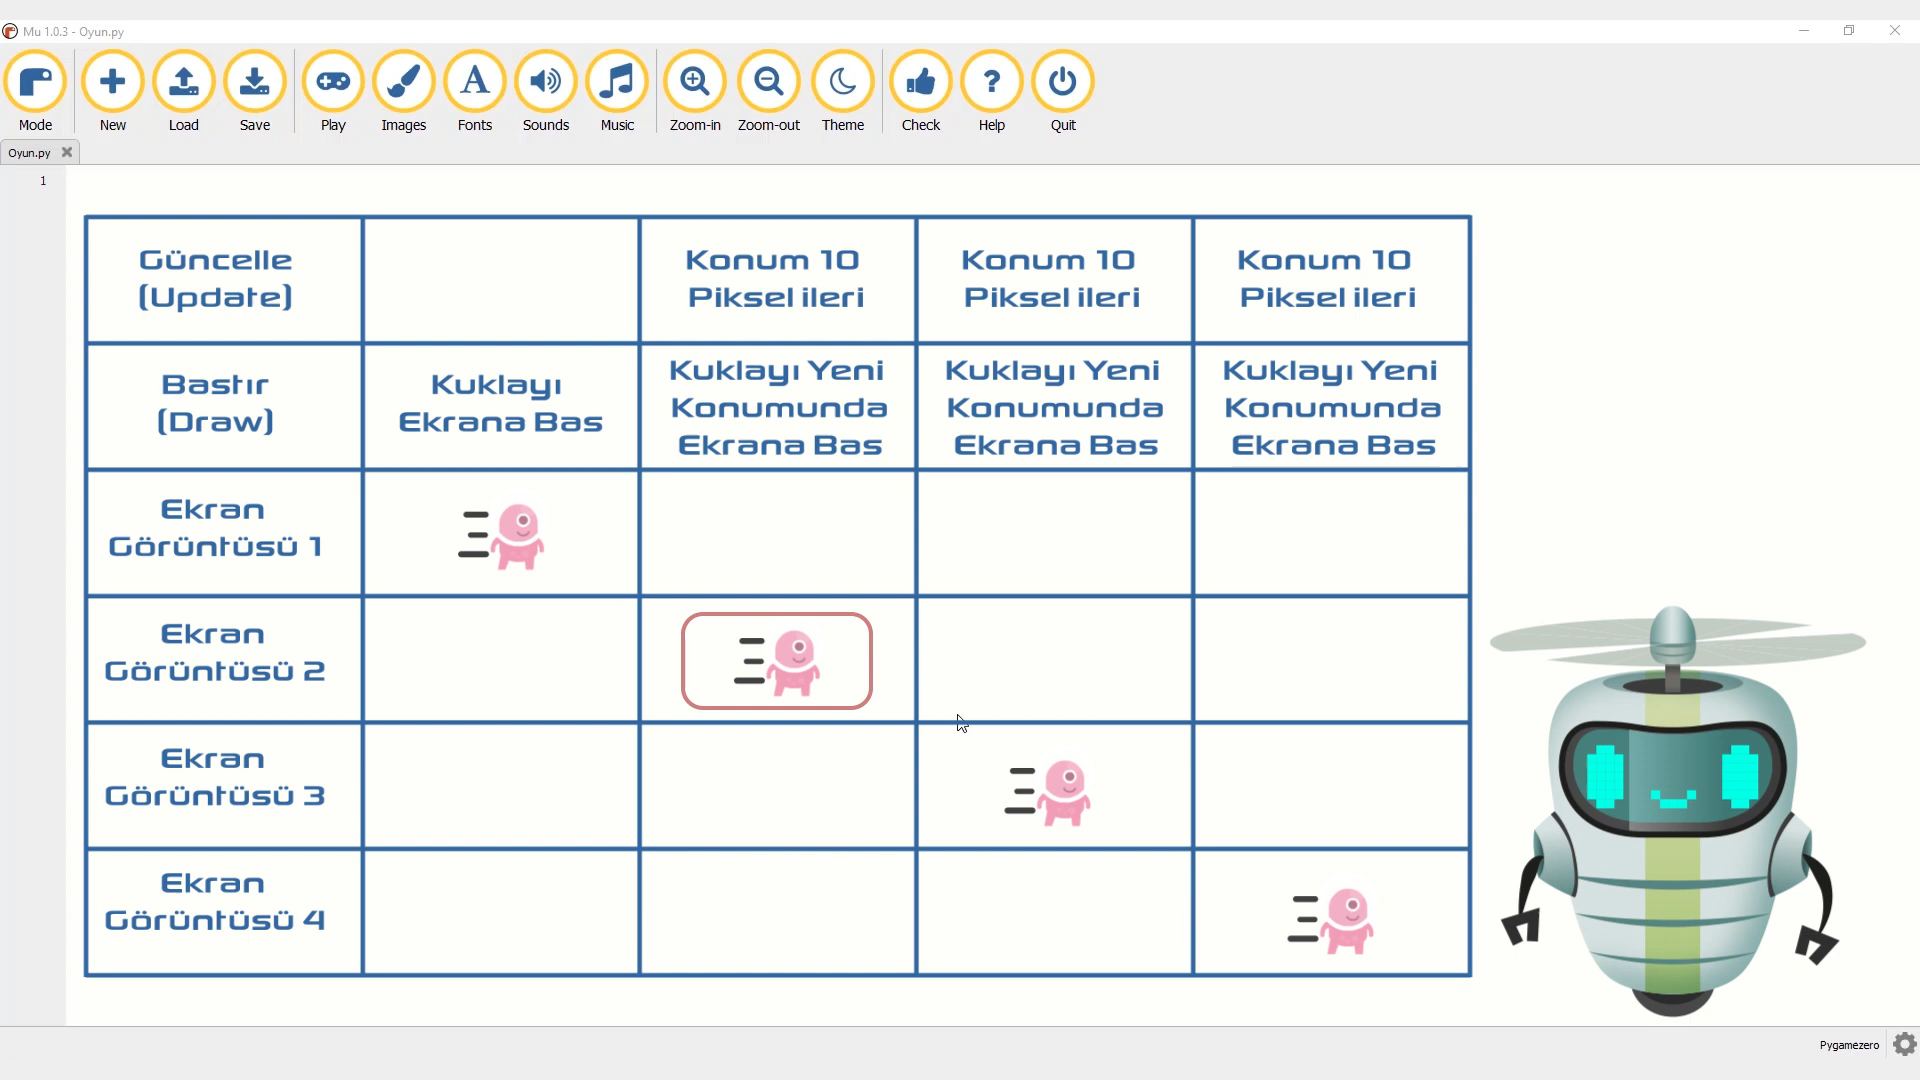 Mu 1.0.3 - Oyun.py
Mode
New
Load
Save
Play
Images
Fonts
Sounds
Music
Zoom-in
Zoom-out
Theme
Check
Help
Quit
Oyun.py
1
Güncelle
(Update)
Konum 10
Piksel ileri
Konum 10
Piksel ileri
Konum 10
Piksel ileri
Bastır
(Draw)
Kuklayı
Ekrana Bas
Kuklayı Yeni
Konumunda
Ekrana Bas
Kuklayı Yeni
Konumunda
Ekrana Bas
Kuklayı Yeni
Konumunda
Ekrana Bas
Ekran
Görüntüsü 1
Ekran
Görüntüsü 2
Ekran
Görüntüsü 3
Ekran
Görüntüsü 4
Pygamezero